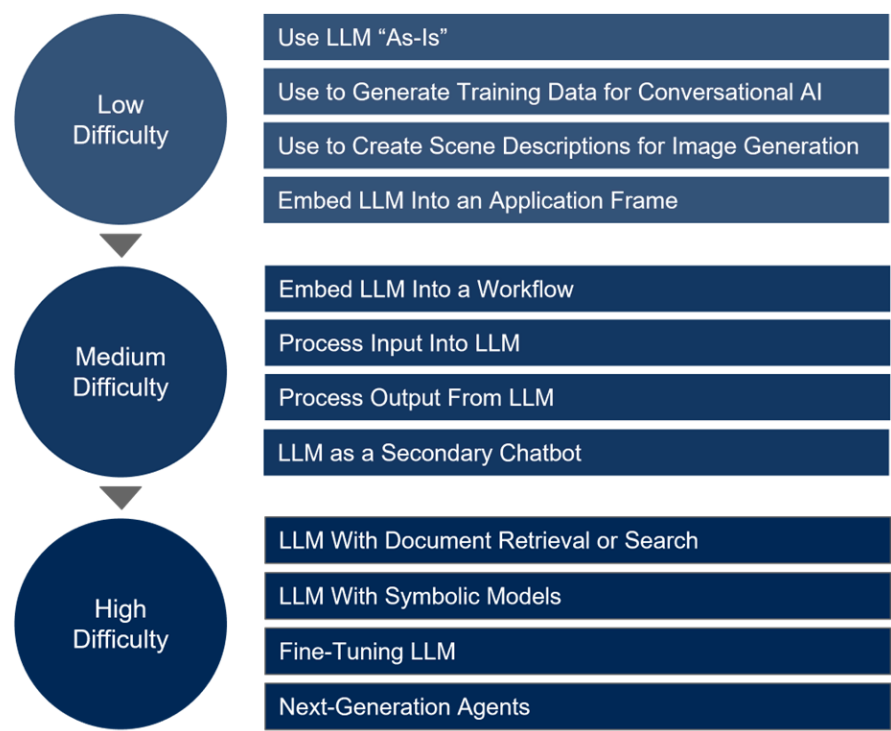 Low
Difficulty
Use LLM “As-Is”
Use to Generate Training Data for Conversational AI
Use to Create Scene Descriptions for Image Generation
Embed LLM Into an Application Frame
Medium
Difficulty
Embed LLM Into a Workflow
Process Input Into LLM
Process Output From LLM
LLM as a Secondary Chatbot
High
Difficulty
LLM With Document Retrieval or Search
LLM With Symbolic Models
Fine-Tuning LLM
Next-Generation Agents